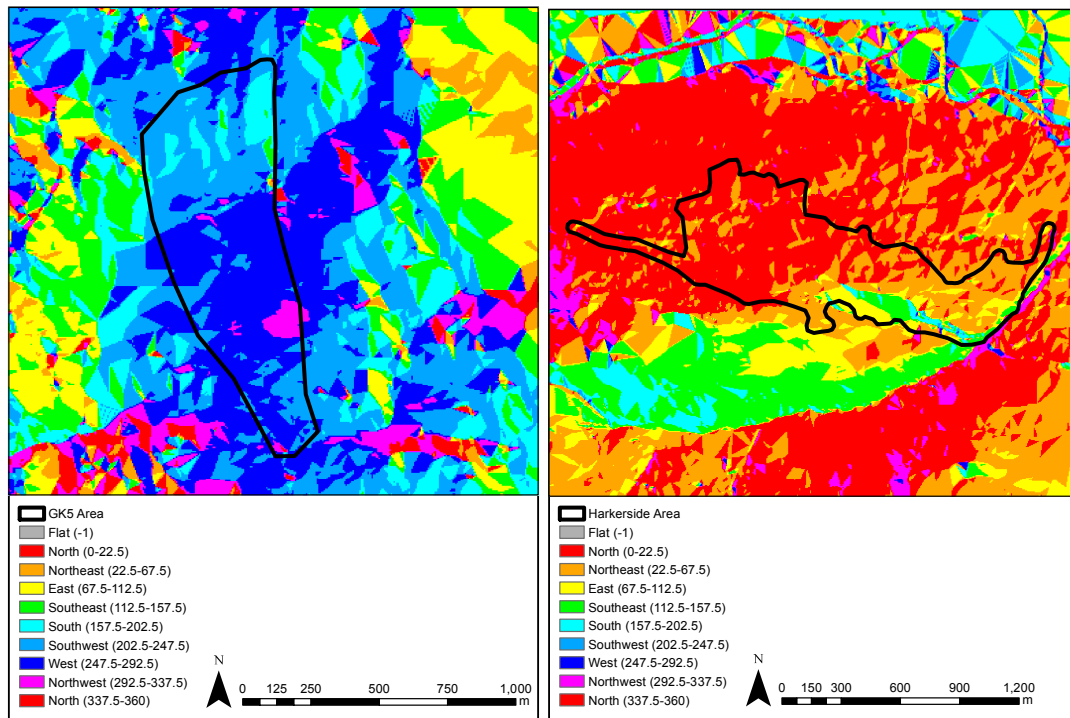 GK5 Area
Flat (-1)
North (0-22.5)
Northeast (22.5-67.5)
East (67.5-112.5)
Southeast (112.5-157.5)
South (157.5-202.5)
Southwest (202.5-247.5)
West (247.5-292.5)
Northwest (292.5-337.5)
North (337.5-360)
N
0 250 500 750 1,000
m
Harkerside Area
Flat (-1)
North (0-22.5)
Northeast (22.5-67.5)
East (67.5-112.5)
Southeast (112.5-157.5)
South (157.5-202.5)
Southwest (202.5-247.5)
West (247.5-292.5)
Northwest (292.5-337.5)
North (337.5-360)
N
0 150 300 600 900 1,200
m